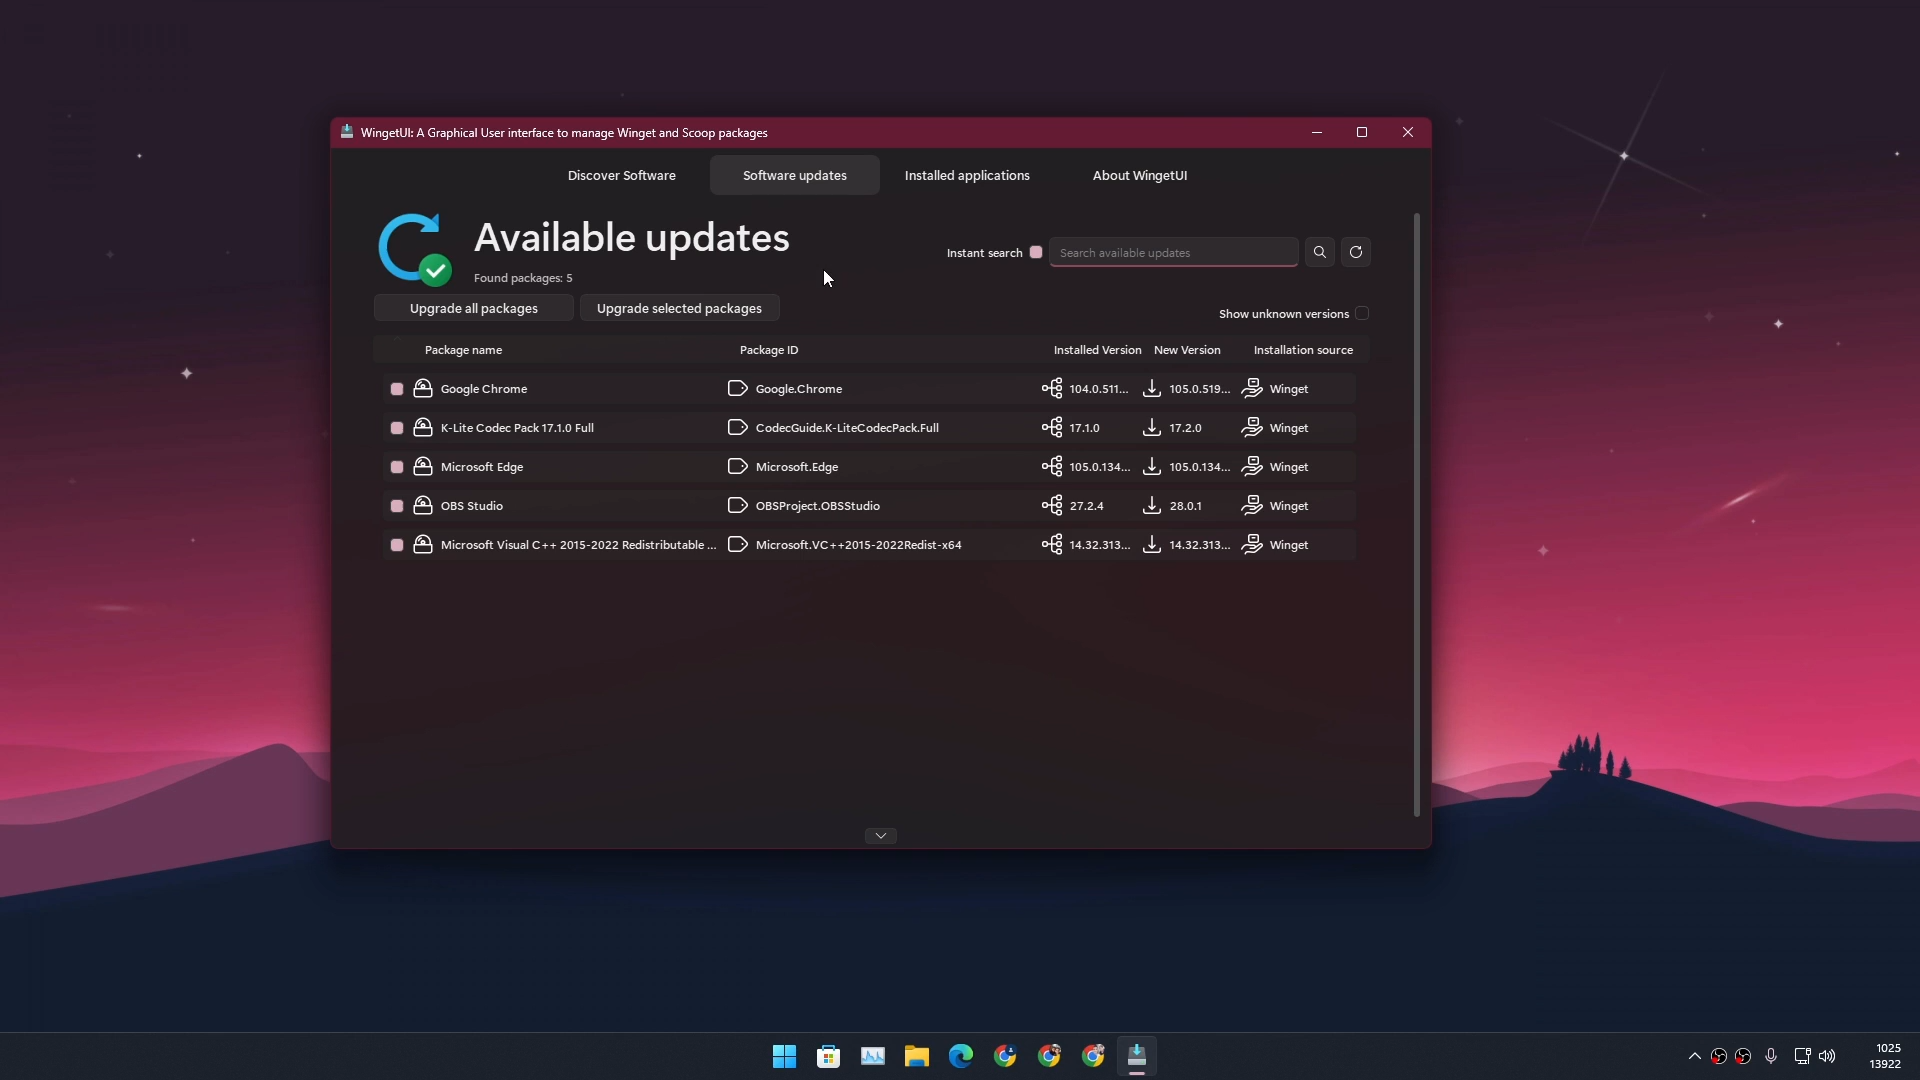 WingetUI: A Graphical User interface to manage Winget and Scoop packages
Discover Software Software updates Installed applications About WingetUI
Available updates
Instant search Search available updates
Found packages: 5
Upgrade all packages Upgrade selected packages
Show unknown versions
Package name Package ID Installed Version New Version Installation source
Google Chrome Google.Chrome 104.0.511... 105.0.519... Winget
K-Lite Codec Pack 17.1.0 Full CodecGuide.K-LiteCodecPack.Full 17.1.0 17.2.0 Winget
Microsoft Edge Microsoft.Edge 105.0.134... 105.0.134... Winget
OBS Studio OBSProject.OBSStudio 27.2.4 28.0.1 Winget
Microsoft Visual C++ 2015-2022 Redistributable ... Microsoft.VC++2015-2022Redist-x64 14.32.313... 14.32.313... Winget
1025
13922